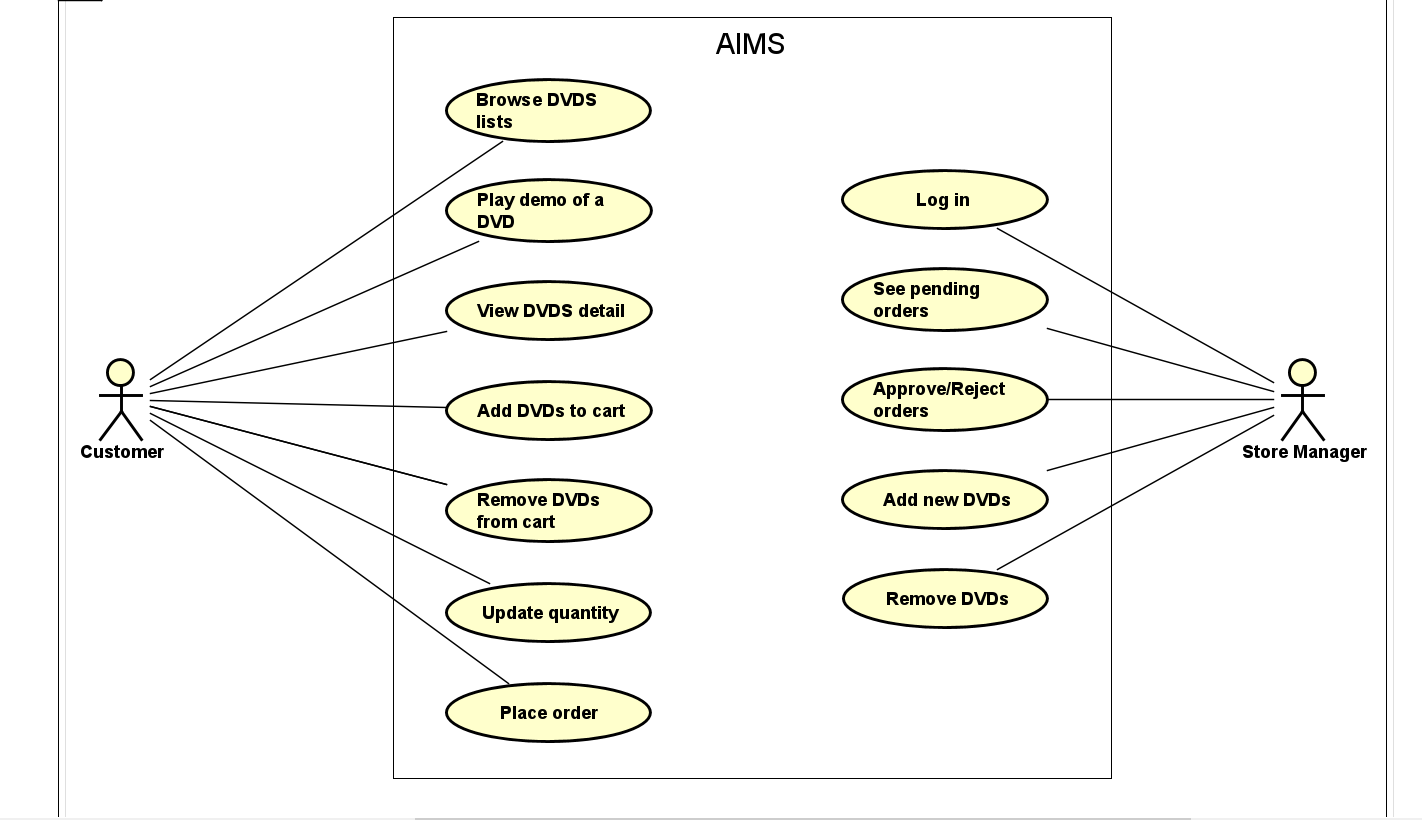 AIMS
Browse DVDS
lists
Play demo of a
DVD
View DVDS detail
Add DVDs to cart
Remove DVDs
from cart
Update quantity
Place order
Log in
See pending
orders
Approve/Reject
orders
Add new DVDs
Remove DVDs
Customer
Store Manager